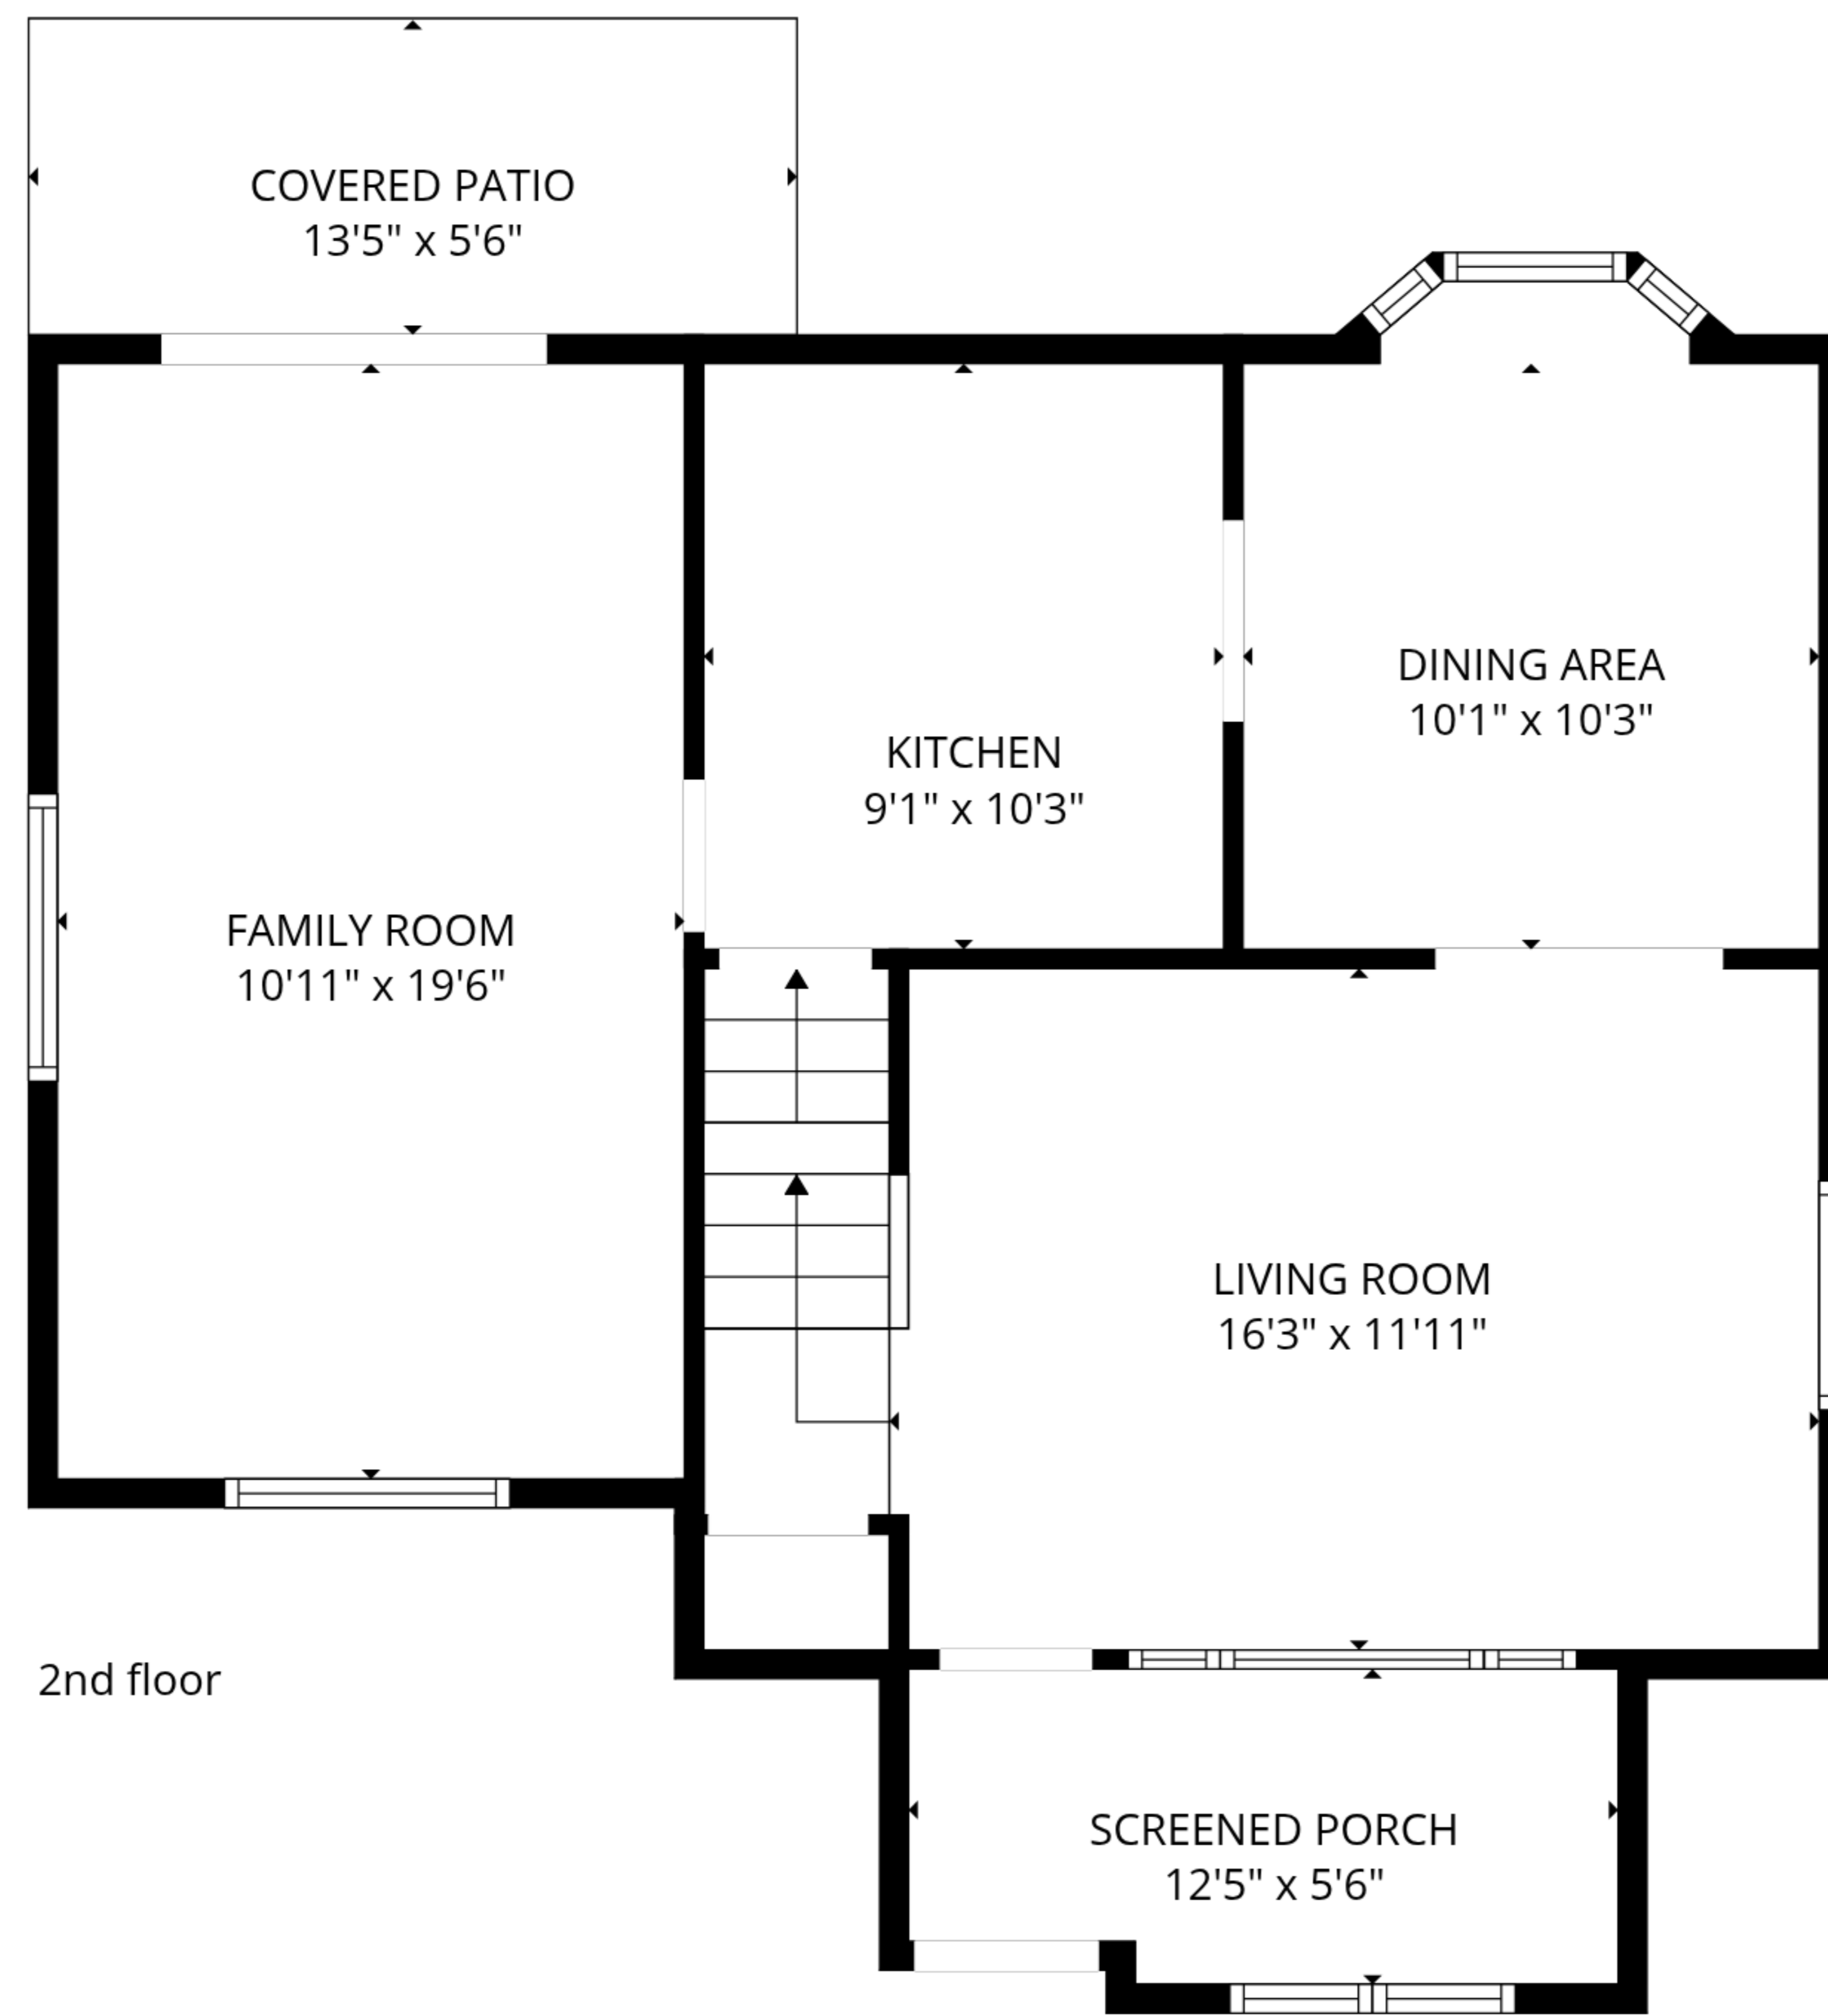 COVERED PATIO
13'5" x 5'6"
DINING AREA
10'1" x 10'3"
KITCHEN
9'1" x 10'3"
FAMILY ROOM
10'11" x 19'6"
LIVING ROOM
16'3" x 11'11"
2nd floor
SCREENED PORCH
12'5" x 5'6"